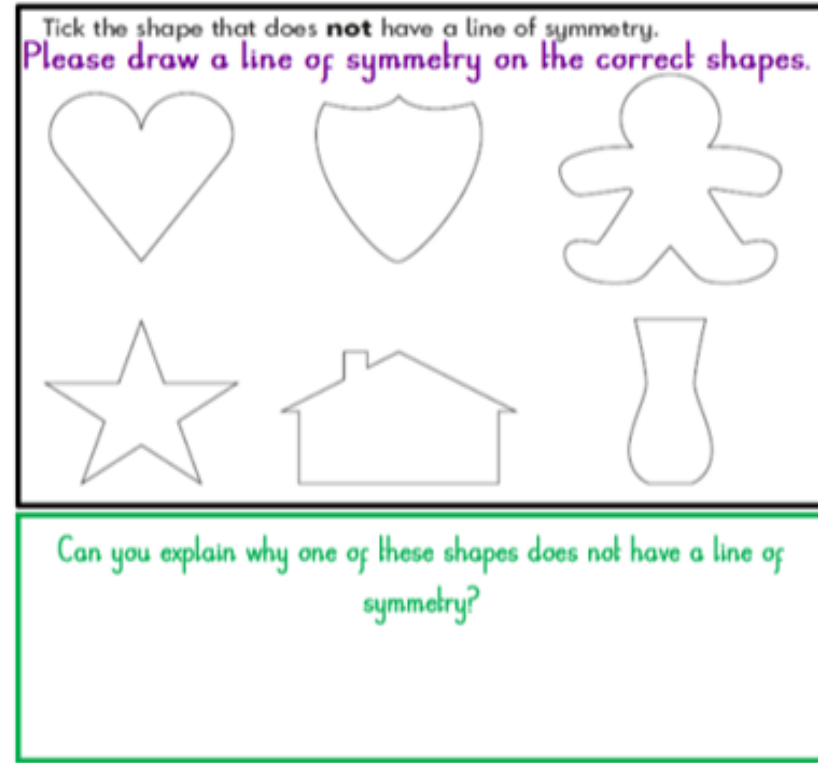 Tick the shape that does not have a line of symmetry.
Please draw a line of symmetry on the correct shapes.
Can you explain why one of these shapes does not have a line of
symmetry?